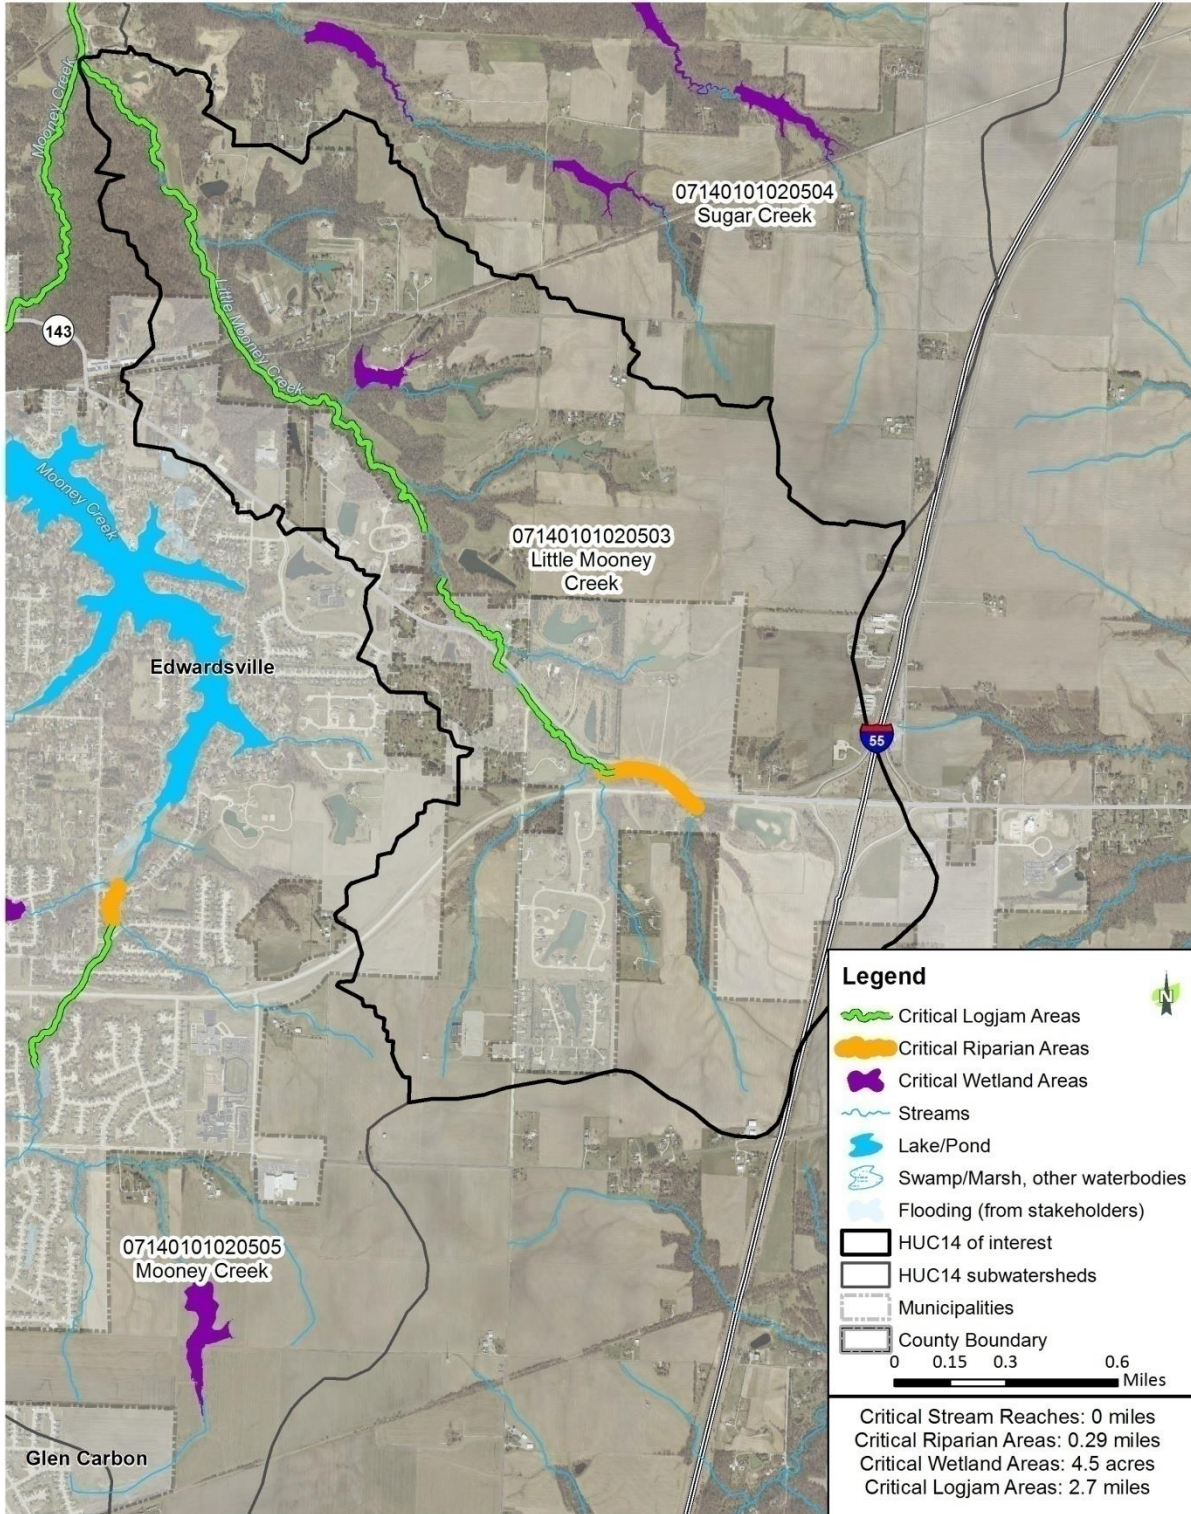 Mooney Creek
07140101020504
Sugar Creek
143
Little Mooney Creek
Mooney Creek
07140101020503
Little Mooney
Creek
Edwardsville
55
07140101020505
Mooney Creek
Glen Carbon
Legend
N
Critical Logjam Areas
Critical Riparian Areas
Critical Wetland Areas
Streams
Lake/Pond
Swamp/Marsh, other waterbodies
Flooding (from stakeholders)
HUC14 of interest
HUC14 subwatersheds
Municipalities
County Boundary
0 0.15 0.3 0.6
Miles
Critical Stream Reaches: 0 miles
Critical Riparian Areas: 0.29 miles
Critical Wetland Areas: 4.5 acres
Critical Logjam Areas: 2.7 miles